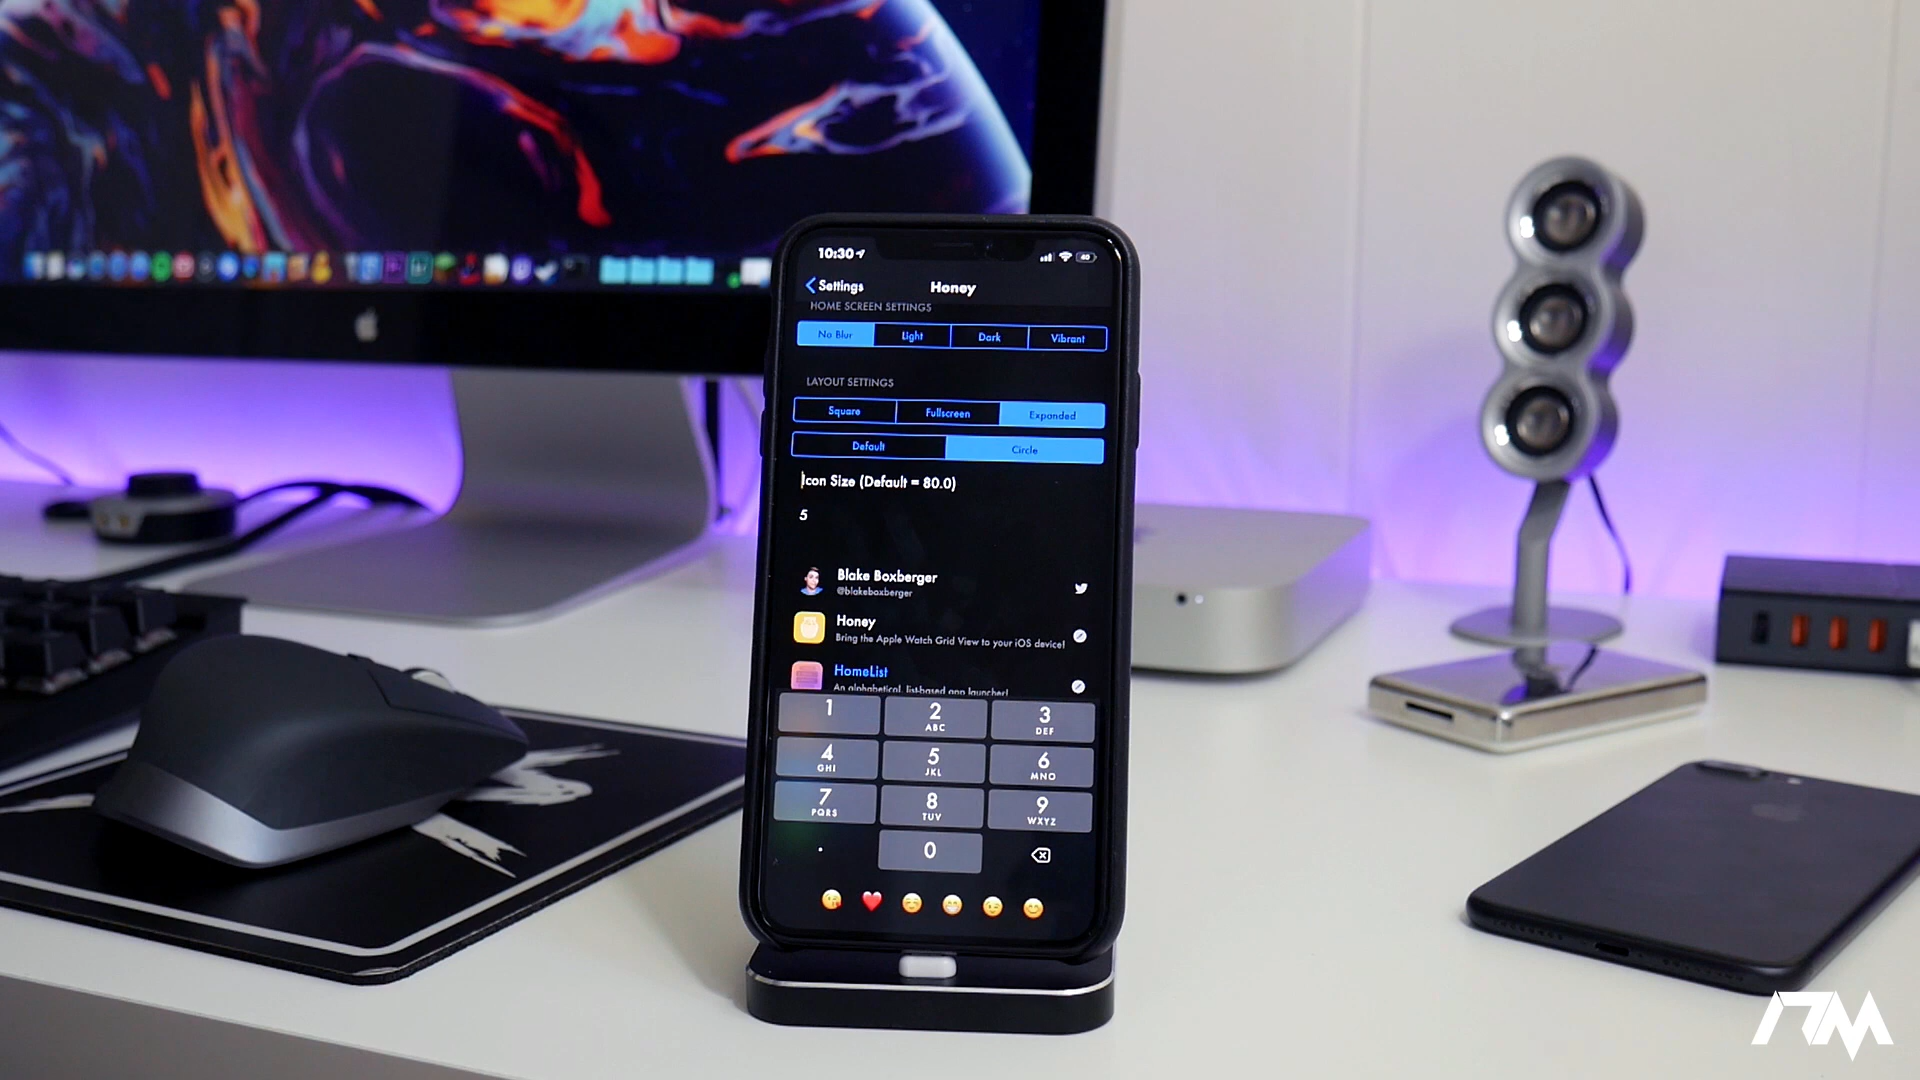 10:30
40
Settings
Honey
HOME SCREEN SETTINGS
No Blur Light Dark Vibrant
LAYOUT SETTINGS
Square Fullscreen Expanded
Default Circle
Icon Size (Default = 80.0)
5
Blake Boxberger
@blakeboxberger
Honey
Bring the Apple Watch Grid View to your iOS device!
HomeList
An alphabetical, list-based app launcher!
1 2 3
ABC DEF
4 5 6
GHI JKL MNO
7 8 9
PQRS TUV WXYZ
. 0